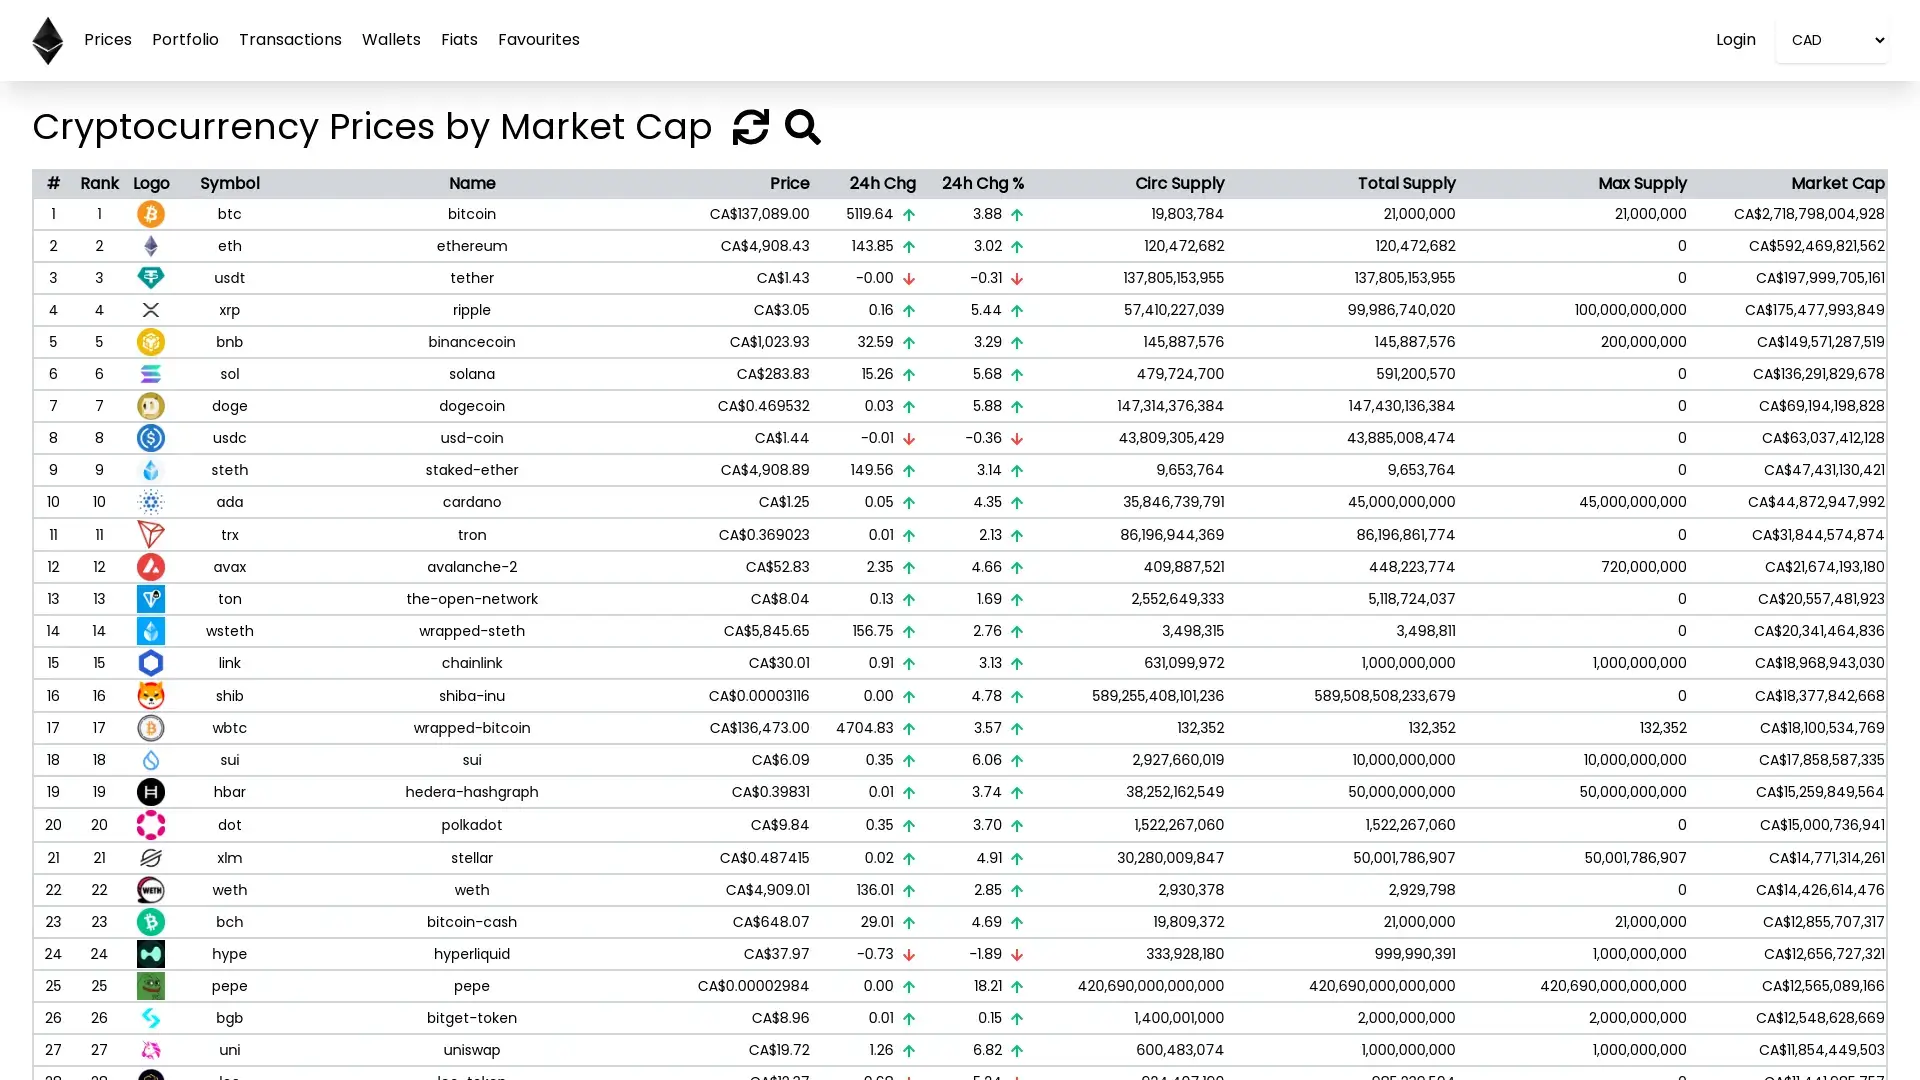 Prices Portfolio Transactions Wallets Fiats Favourites Login CAD
Cryptocurrency Prices by Market Cap
# Rank Logo Symbol Name Price 24h Chg 24h Chg % Circ Supply Total Supply Max Supply Market Cap
1 1 btc bitcoin CA$137,089.00 5119.64 3.88 19,803,784 21,000,000 21,000,000 CA$2,718,798,004,928
2 2 eth ethereum CA$4,908.43 143.85 3.02 120,472,682 120,472,682 0 CA$592,469,821,562
3 3 usdt tether CA$1.43 -0.00 -0.31 137,805,153,955 137,805,153,955 0 CA$197,999,705,161
4 4 xrp ripple CA$3.05 0.16 5.44 57,410,227,039 99,986,740,020 100,000,000,000 CA$175,477,993,849
5 5 bnb binancecoin CA$1,023.93 32.59 3.29 145,887,576 145,887,576 200,000,000 CA$149,571,287,519
6 6 sol solana CA$283.83 15.26 5.68 479,724,700 591,200,570 0 CA$136,291,829,678
7 7 doge dogecoin CA$0.469532 0.03 5.88 147,314,376,384 147,430,136,384 0 CA$69,194,198,828
8 8 usdc usd-coin CA$1.44 -0.01 -0.36 43,809,305,429 43,885,008,474 0 CA$63,037,412,128
9 9 steth staked-ether CA$4,908.89 149.56 3.14 9,653,764 9,653,764 0 CA$47,431,130,421
10 10 ada cardano CA$1.25 0.05 4.35 35,846,739,791 45,000,000,000 45,000,000,000 CA$44,872,947,992
11 11 trx tron CA$0.369023 0.01 2.13 86,196,944,369 86,196,861,774 0 CA$31,844,574,874
12 12 avax avalanche-2 CA$52.83 2.35 4.66 409,887,521 448,223,774 720,000,000 CA$21,674,193,180
13 13 ton the-open-network CA$8.04 0.13 1.69 2,552,649,333 5,118,724,037 0 CA$20,557,481,923
14 14 wsteth wrapped-steth CA$5,845.65 156.75 2.76 3,498,315 3,498,811 0 CA$20,341,464,836
15 15 link chainlink CA$30.01 0.91 3.13 631,099,972 1,000,000,000 1,000,000,000 CA$18,968,943,030
16 16 shib shiba-inu CA$0.00003116 0.00 4.78 589,255,408,101,236 589,508,508,233,679 0 CA$18,377,842,668
17 17 wbtc wrapped-bitcoin CA$136,473.00 4704.83 3.57 132,352 132,352 132,352 CA$18,100,534,769
18 18 sui sui CA$6.09 0.35 6.06 2,927,660,019 10,000,000,000 10,000,000,000 CA$17,858,587,335
19 19 hbar hedera-hashgraph CA$0.39831 0.01 3.74 38,252,162,549 50,000,000,000 50,000,000,000 CA$15,259,849,564
20 20 dot polkadot CA$9.84 0.35 3.70 1,522,267,060 1,522,267,060 0 CA$15,000,736,941
21 21 xlm stellar CA$0.487415 0.02 4.91 30,280,009,847 50,001,786,907 50,001,786,907 CA$14,771,314,261
22 22 WETH weth weth CA$4,909.01 136.01 2.85 2,930,378 2,929,798 0 CA$14,426,614,476
23 23 bch bitcoin-cash CA$648.07 29.01 4.69 19,809,372 21,000,000 21,000,000 CA$12,855,707,317
24 24 hype hyperliquid CA$37.97 -0.73 -1.89 333,928,180 999,990,391 1,000,000,000 CA$12,656,727,321
25 25 pepe pepe CA$0.00002984 0.00 18.21 420,690,000,000,000 420,690,000,000,000 420,690,000,000,000 CA$12,565,089,166
26 26 bgb bitget-token CA$8.96 0.01 0.15 1,400,001,000 2,000,000,000 2,000,000,000 CA$12,548,628,669
27 27 uni uniswap CA$19.72 1.26 6.82 600,483,074 1,000,000,000 1,000,000,000 CA$11,854,449,503